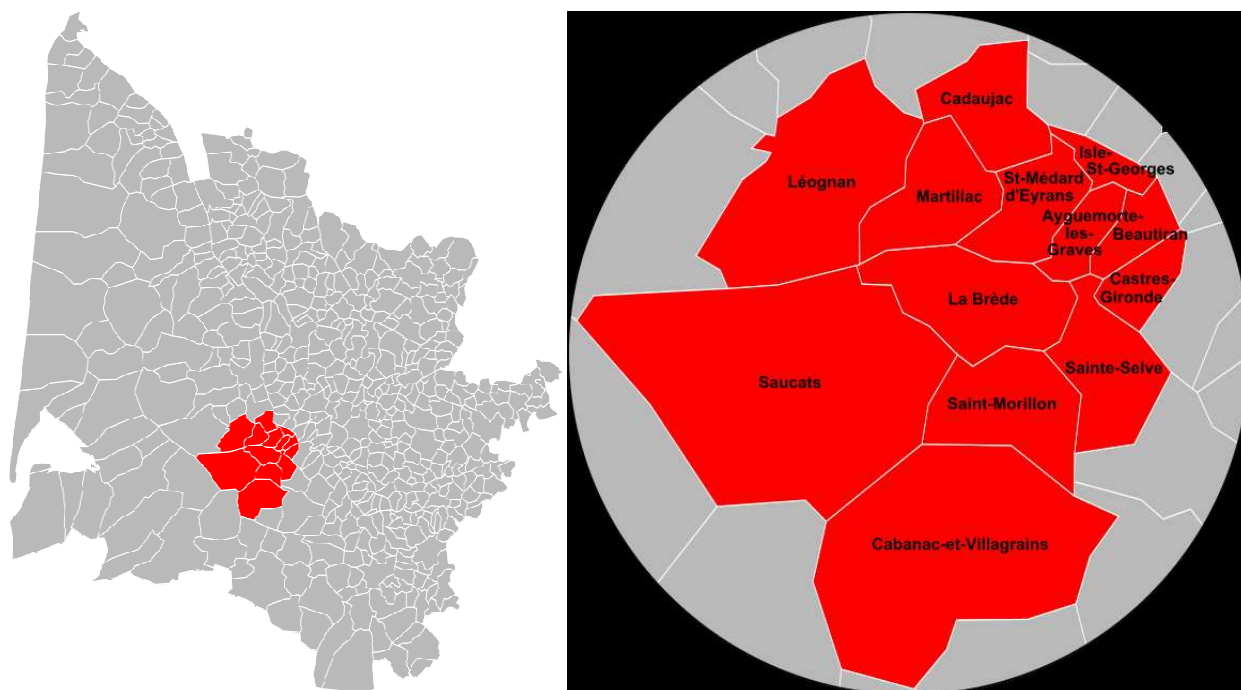 Cadaujac
Isle-
St-Georges
Léognan
Martillac
St-Médard
d'Eyrans
Ayguemorte-
les-
Graves
Beautiran
Castres-
Gironde
La Brède
Sainte-Selve
Saucats
Saint-Morillon
Cabanac-et-Villagrains